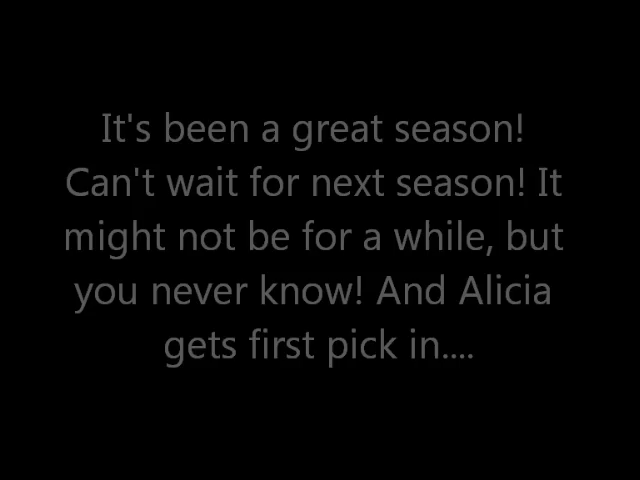 It's been a great season!
Can't wait for next season! It
might not be for a while, but
you never know! And Alicia
gets first pick in....